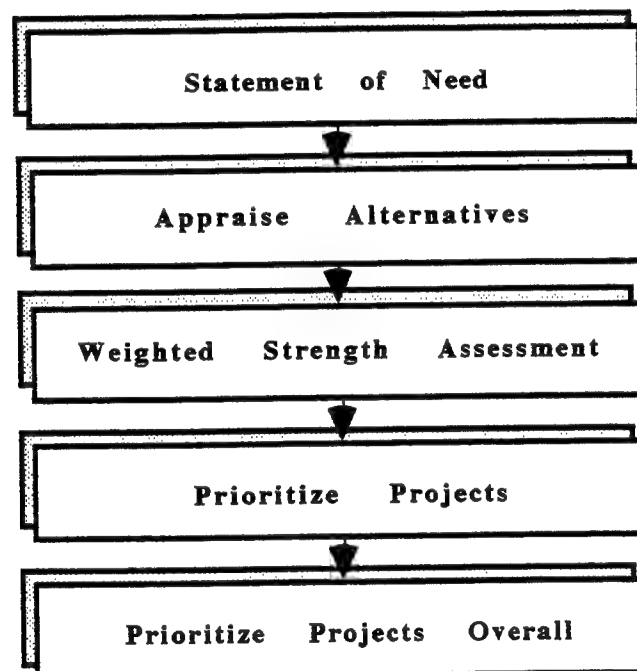 Statement of Need
Appraise Alternatives
Weighted Strength Assessment
Prioritize Projects
Prioritize Projects Overall